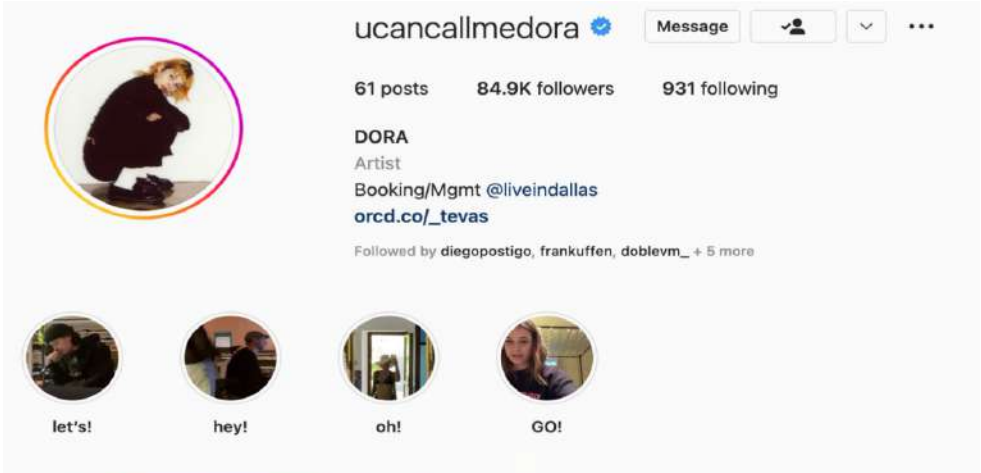 ucancallmedora Message
61 posts 84.9K followers 931 following
DORA
Artist
Booking/Mgmt @liveindallas
orcd.co/_tevas
Followed by diegopostigo, frankuffen, doblevm_ + 5 more
let's! hey! oh! GO!